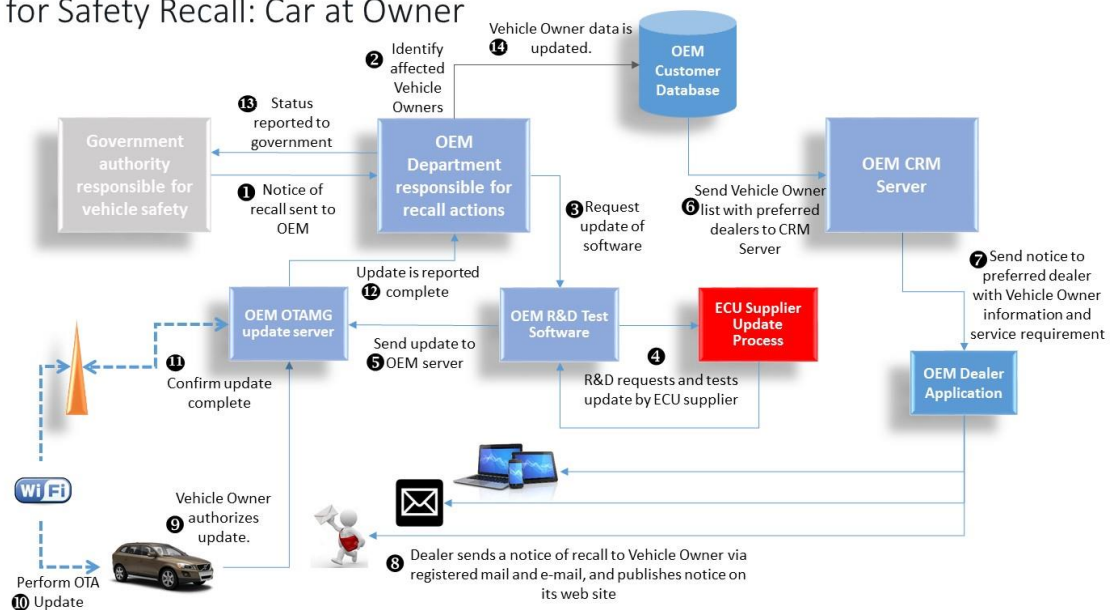 for Safety Recall: Car at Owner
Vehicle Owner data is
14 updated.
2 Identify
affected
Vehicle
Owners
OEM
Customer
Database
13 Status
reported to
government
Government
authority
responsible for
vehicle safety
OEM
Department
responsible for
recall actions
OEM CRM
Server
1 Notice of
recall sent to
OEM
3 Request
update of
software
Send Vehicle Owner
6 list with preferred
dealers to CRM
Server
7 Send notice to
preferred dealer
with Vehicle Owner
information and
service requirement
Update is reported
12 complete
OEM OTAMG
update server
OEM R&D Test
Software
ECU Supplier
Update
Process
Send update to
5 OEM server
4
R&D requests and tests
update by ECU supplier
11
Confirm update
complete
OEM Dealer
Application
WiFi
Vehicle Owner
9 authorizes
update.
Perform OTA
10 Update
8 Dealer sends a notice of recall to Vehicle Owner via
registered mail and e-mail, and publishes notice on
its web site